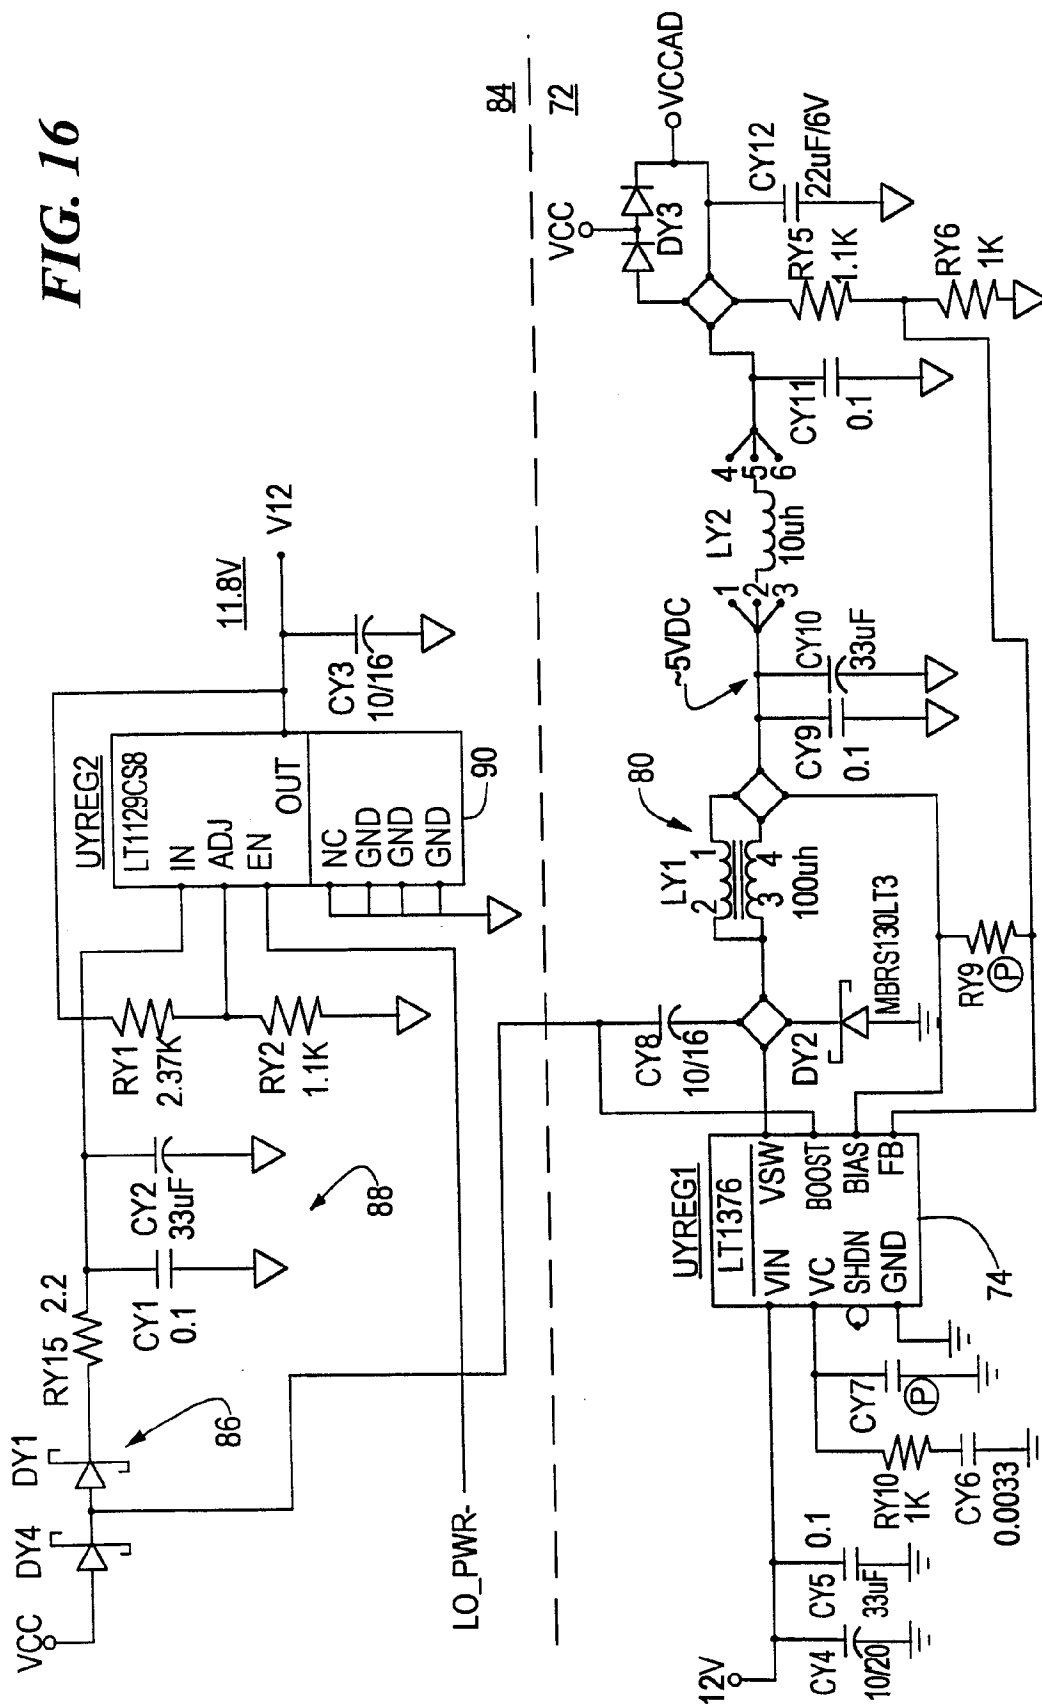 FIG. 16
VCC
DY4
DY1
86
RY15 2.2
CY1
0.1
CY2
33uF
88
RY1
2.37K
RY2
1.1K
UYREG2
LT1129CS8
IN
ADJ
EN
OUT
NC
GND
GND
GND
90
11.8V
V12
CY3
10/16
LO_PWR-
84
72
12V
CY4
10/20
CY5
0.1
33uF
RY10
1K
CY6
0.0033
CY7
P
UYREG1
LT1376
VIN
VSW
VC
BOOST
SHDN
BIAS
GND
FB
74
CY8
10/16
DY2
MBRS130LT3
LY1
2 1
3 4
100uh
80
RY9
P
CY9
0.1
CY10
33uF
~5VDC
1
2
3
LY2
10uh
4
5
6
CY11
0.1
VCC
DY3
VCCAD
CY12
22uF/6V
RY5
1.1K
RY6
1K